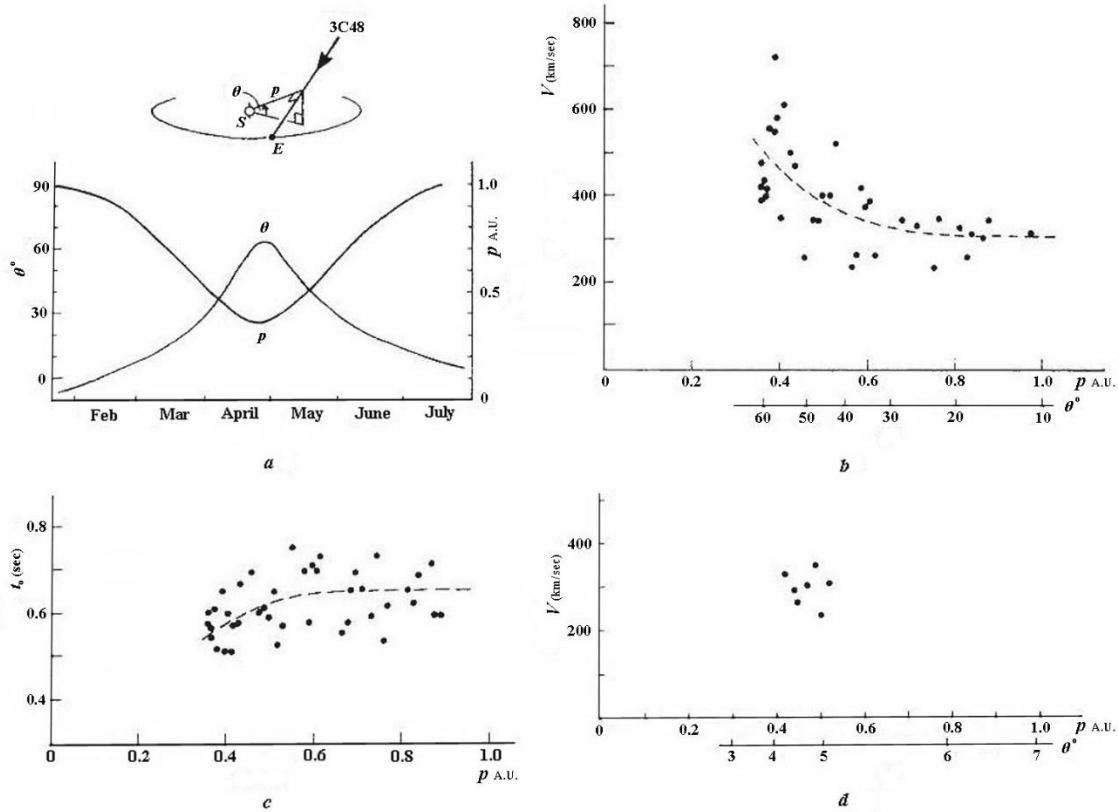 3C48
θ
p
S
E
90
60
30
0
θ°
1.0
0.5
0
p A.U.
θ
p
Feb Mar April May June July
a
800
600
400
200
V (km/sec)
0 0.2 0.4 0.6 0.8 1.0 p A.U.
60 50 40 30 20 10 θ°
b
0.8
0.6
0.4
(sec)
0 0.2 0.4 0.6 0.8 1.0
p A.U.
c
400
200
V (km/sec)
0 0.2 0.4 0.6 0.8 1.0 p A.U.
3 4 5 6 7 θ°
d